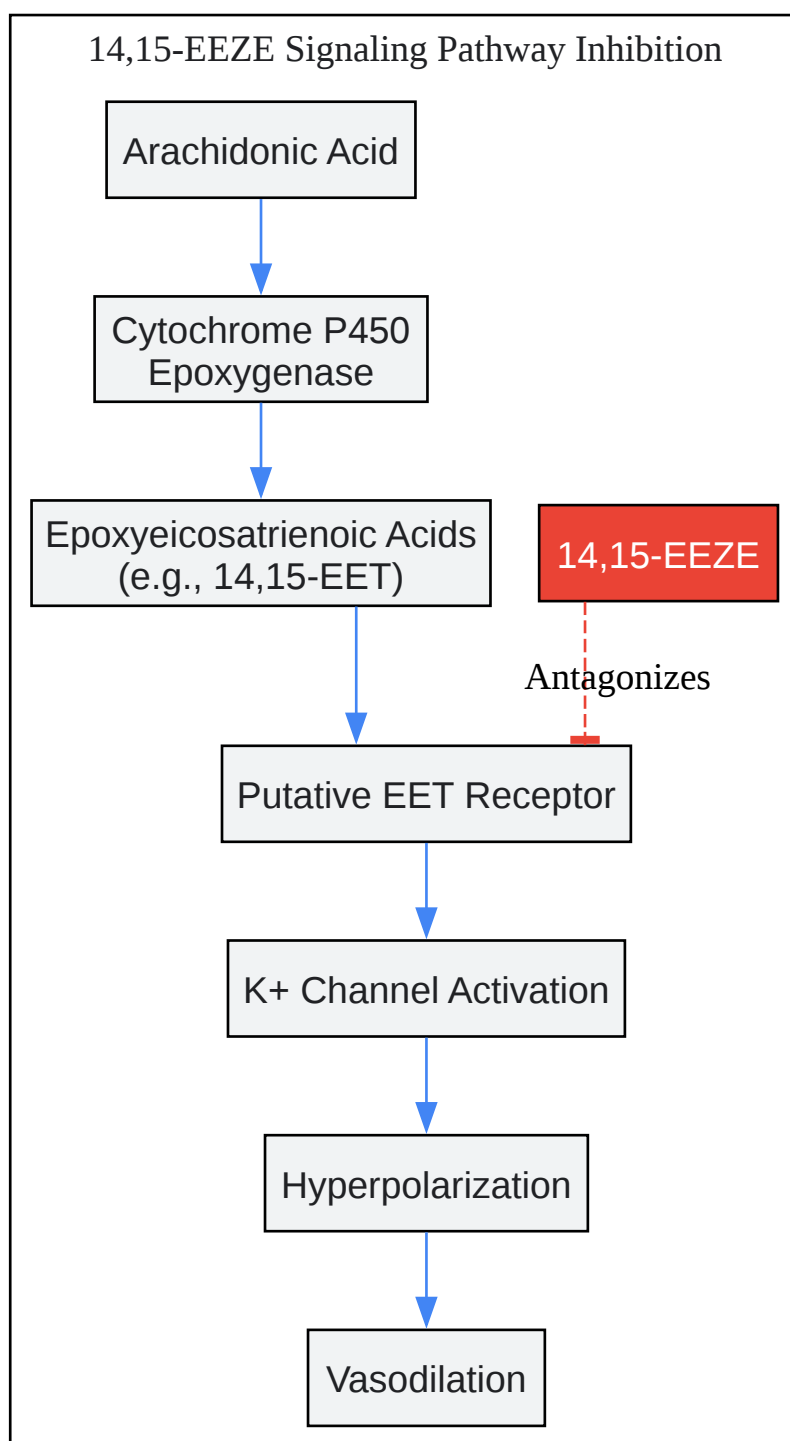 14,15-EEZE Signaling Pathway Inhibition
Arachidonic Acid
Cytochrome P450
Epoxygenase
Epoxyeicosatrienoic Acids
(e.g., 14,15-EET)
14,15-EEZE
Antagonizes
Putative EET Receptor
K+ Channel Activation
Hyperpolarization
Vasodilation